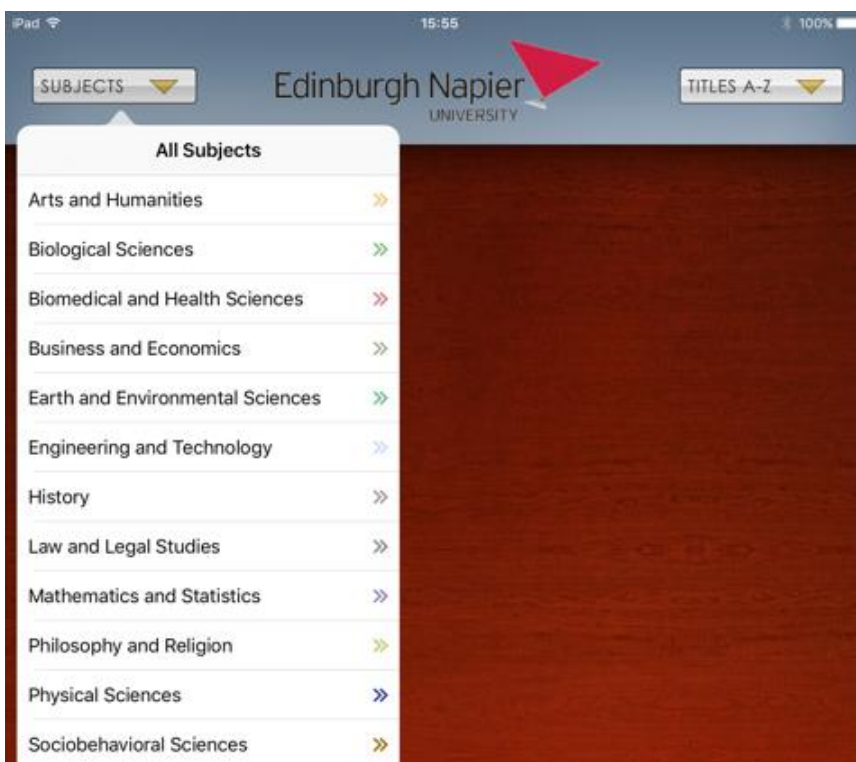 iPad 15:55 100%
SUBJECTS
Edinburgh Napier
UNIVERSITY
TITLES A-Z
All Subjects
Arts and Humanities
Biological Sciences
Biomedical and Health Sciences
Business and Economics
Earth and Environmental Sciences
Engineering and Technology
History
Law and Legal Studies
Mathematics and Statistics
Philosophy and Religion
Physical Sciences
Sociobehavioral Sciences